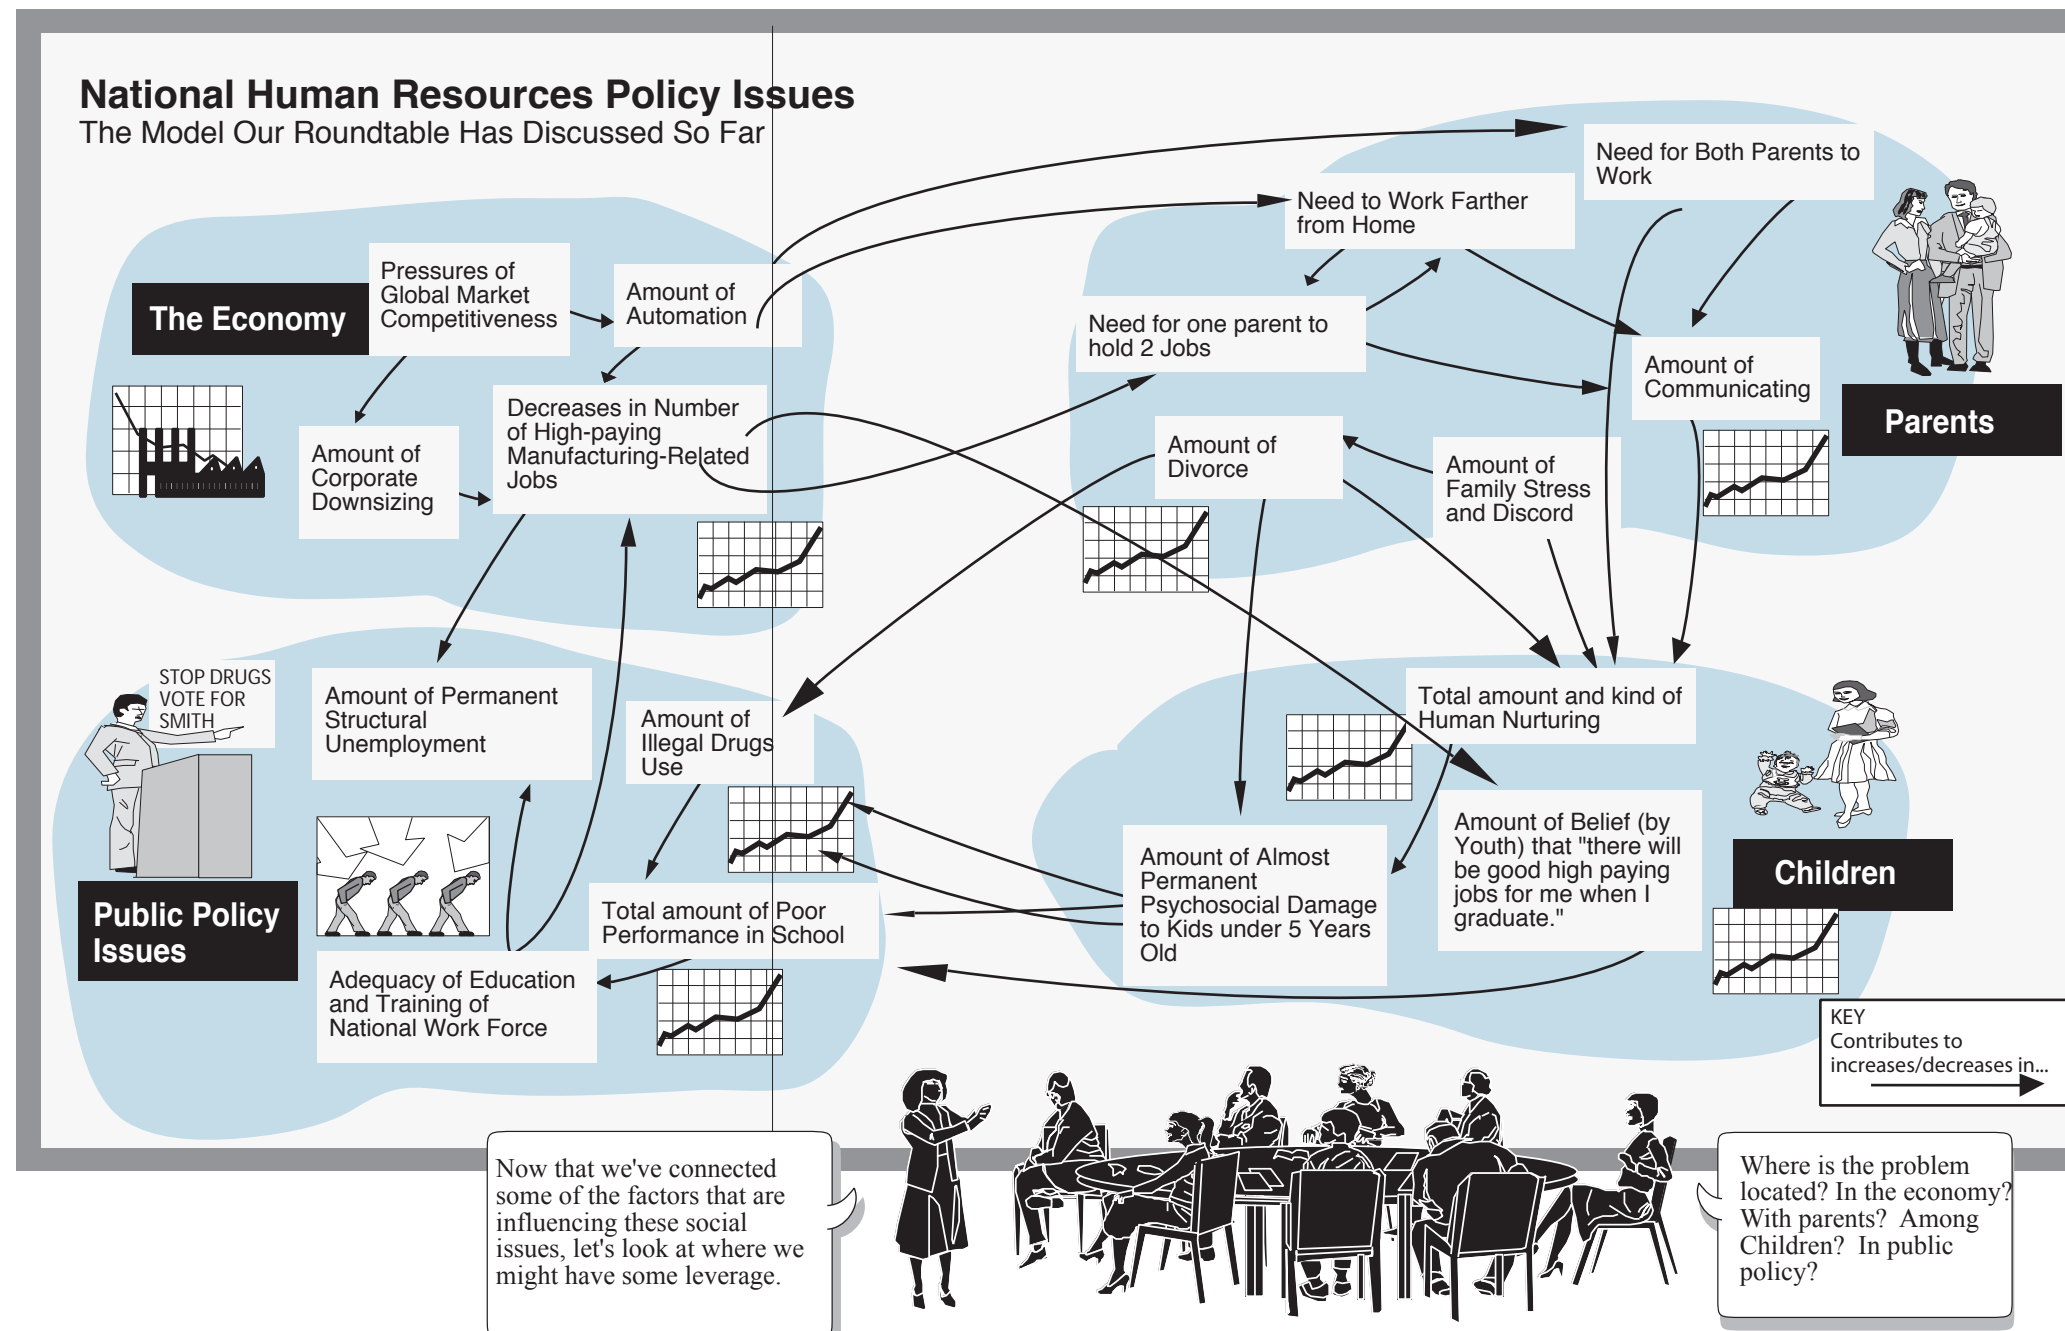 National Human Resources Policy Issues
The Model Our Roundtable Has Discussed So Far
The Economy
Pressures of
Global Market
Competitiveness
Amount of
Automation
Amount of
Corporate
Downsizing
Decreases in Number
of High-paying
Manufacturing-Related
Jobs
Need for Both Parents to
Work
Need to Work Farther
from Home
Need for one parent to
hold 2 Jobs
Amount of
Communicating
Parents
Amount of
Divorce
Amount of
Family Stress
and Discord
STOP DRUGS
VOTE FOR
SMITH
Public Policy
Issues
Amount of Permanent
Structural
Unemployment
Amount of
Illegal Drugs
Use
Total amount of Poor
Performance in School
Adequacy of Education
and Training of
National Work Force
Total amount and kind of
Human Nurturing
Amount of Almost
Permanent
Psychosocial Damage
to Kids under 5 Years
Old
Amount of Belief (by
Youth) that "there will
be good high paying
jobs for me when I
graduate."
Children
KEY
Contributes to
increases/decreases in...
Now that we've connected
some of the factors that are
influencing these social
issues, let's look at where we
might have some leverage.
Where is the problem
located? In the economy?
With parents? Among
Children? In public
policy?